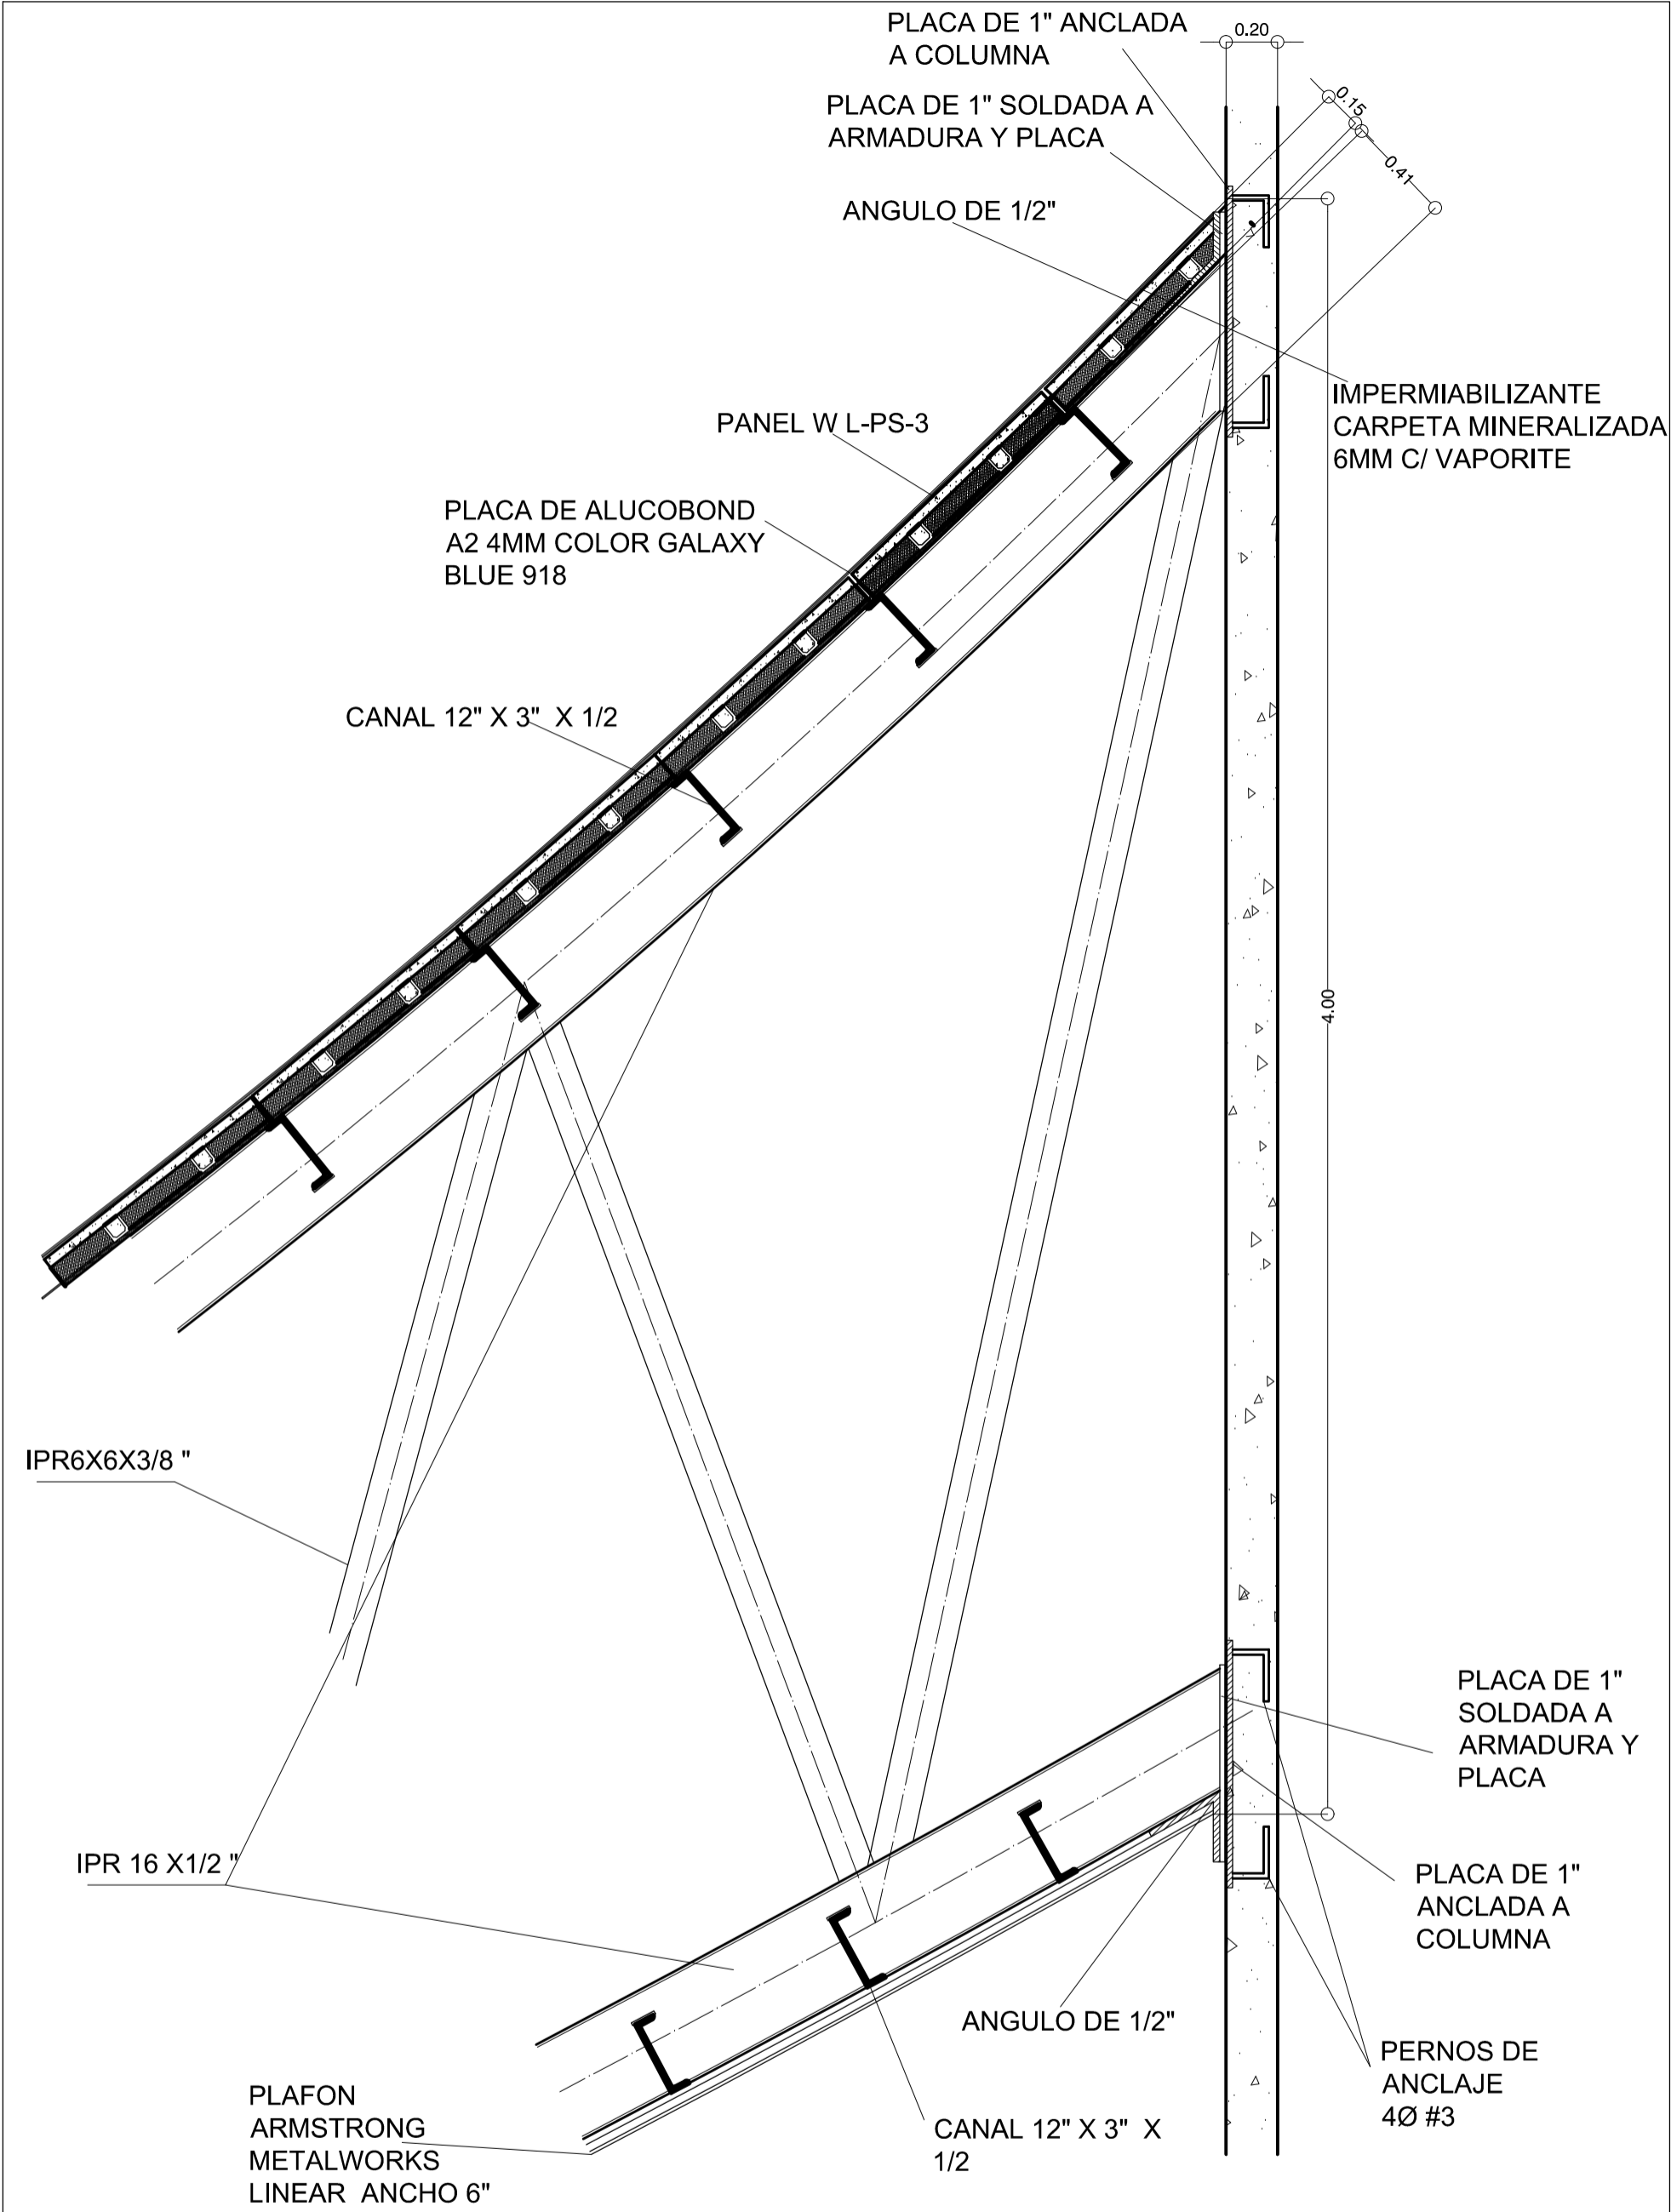 PLACA DE 1" ANCLADA
A COLUMNA
0.20
PLACA DE 1" SOLDADA A
ARMADURA Y PLACA
0.15
0.41
ANGULO DE 1/2"
IMPERMIABILIZANTE
CARPETA MINERALIZADA
6MM C/ VAPORITE
PANEL W L-PS-3
PLACA DE ALUCOBOND
A2 4MM COLOR GALAXY
BLUE 918
CANAL 12" X 3" X 1/2
4.00
IPR6X6X3/8 "
PLACA DE 1"
SOLDADA A
ARMADURA Y
PLACA
IPR 16 X1/2 "
PLACA DE 1"
ANCLADA A
COLUMNA
ANGULO DE 1/2"
PERNOS DE
ANCLAJE
4Ø #3
PLAFON
ARMSTRONG
METALWORKS
LINEAR ANCHO 6"
CANAL 12" X 3" X
1/2